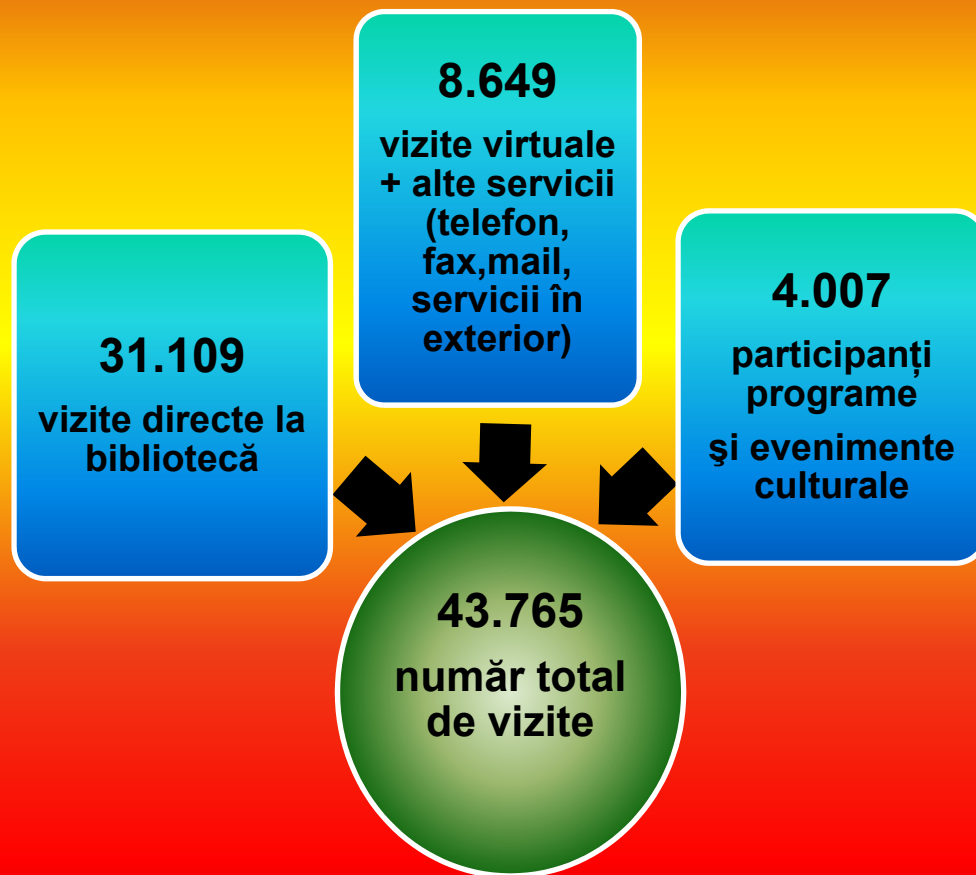 8.649
vizite virtuale
+ alte servicii
(telefon,
fax,mail,
servicii în
exterior)
31.109
vizite directe la
bibliotecă
4.007
participanți
programe
şi evenimente
culturale
43.765
număr total
de vizite